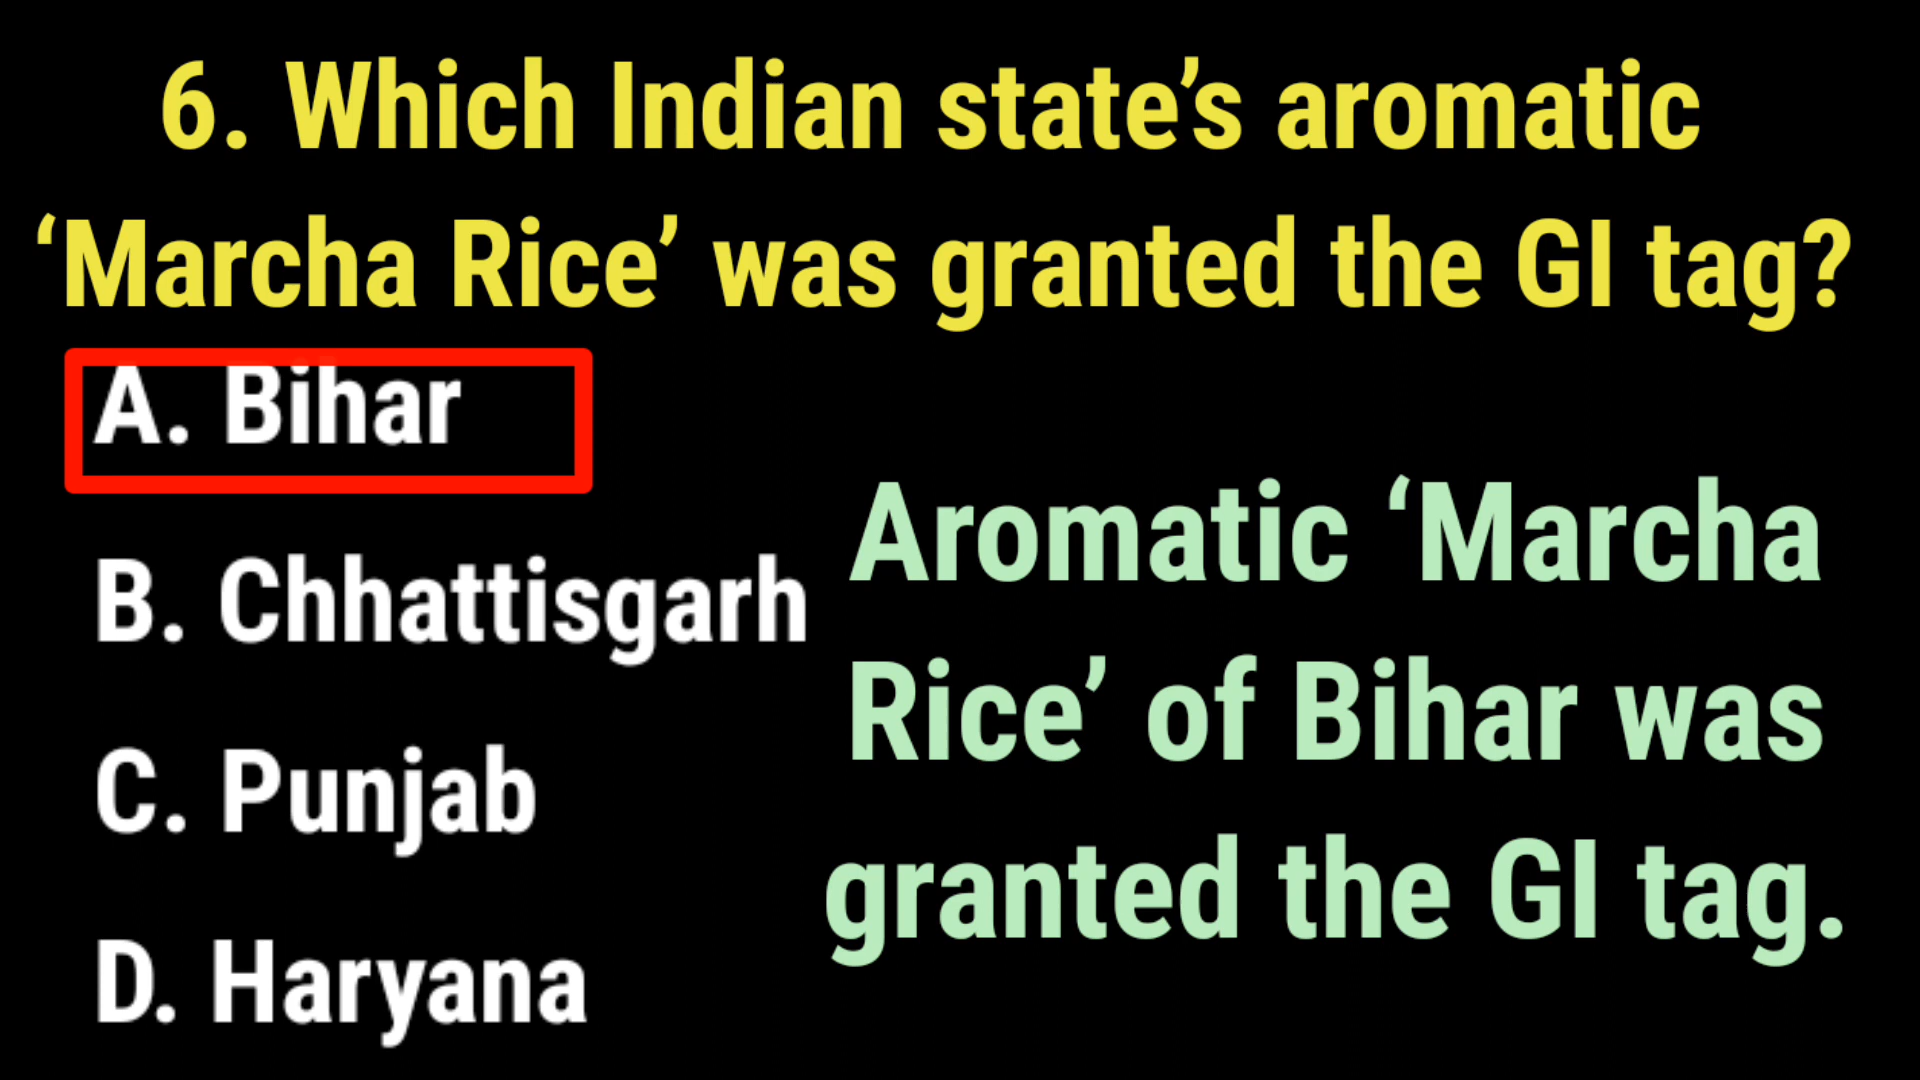 6. Which Indian state’s aromatic
‘Marcha Rice’ was granted the GI tag?
A. Bihar
B. Chhattisgarh
C. Punjab
D. Haryana
Aromatic ‘Marcha
Rice’ of Bihar was
granted the GI tag.